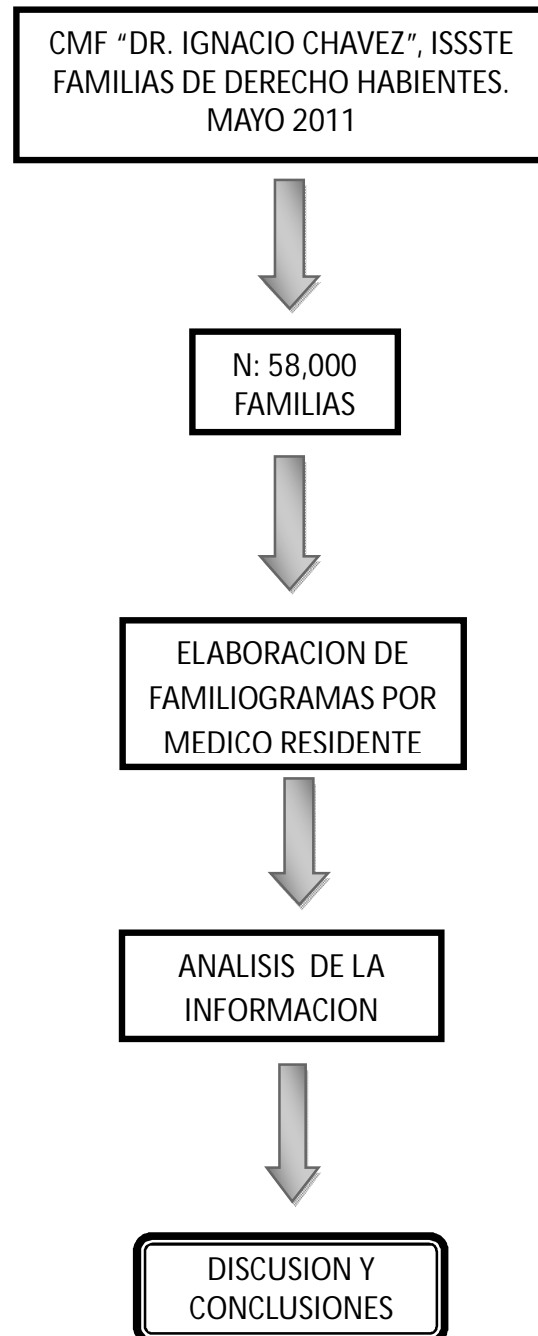 CMF “DR. IGNACIO CHAVEZ”, ISSSTE
FAMILIAS DE DERECHO HABIENTES.
MAYO 2011
N: 58,000
FAMILIAS
ELABORACION DE
FAMILIOGRAMAS POR
MEDICO RESIDENTE
ANALISIS DE LA
INFORMACION
DISCUSION Y
CONCLUSIONES